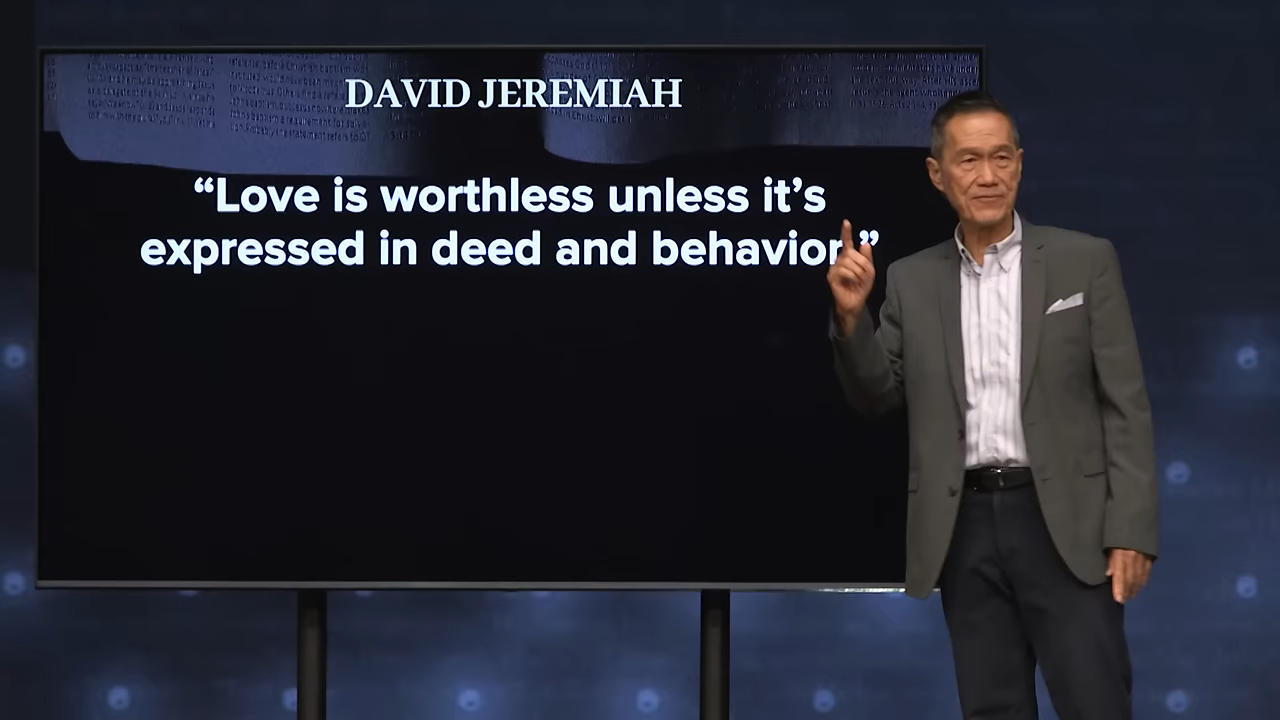 DAVID JEREMIAH
“Love is worthless unless it’s
expressed in deed and behavior.”